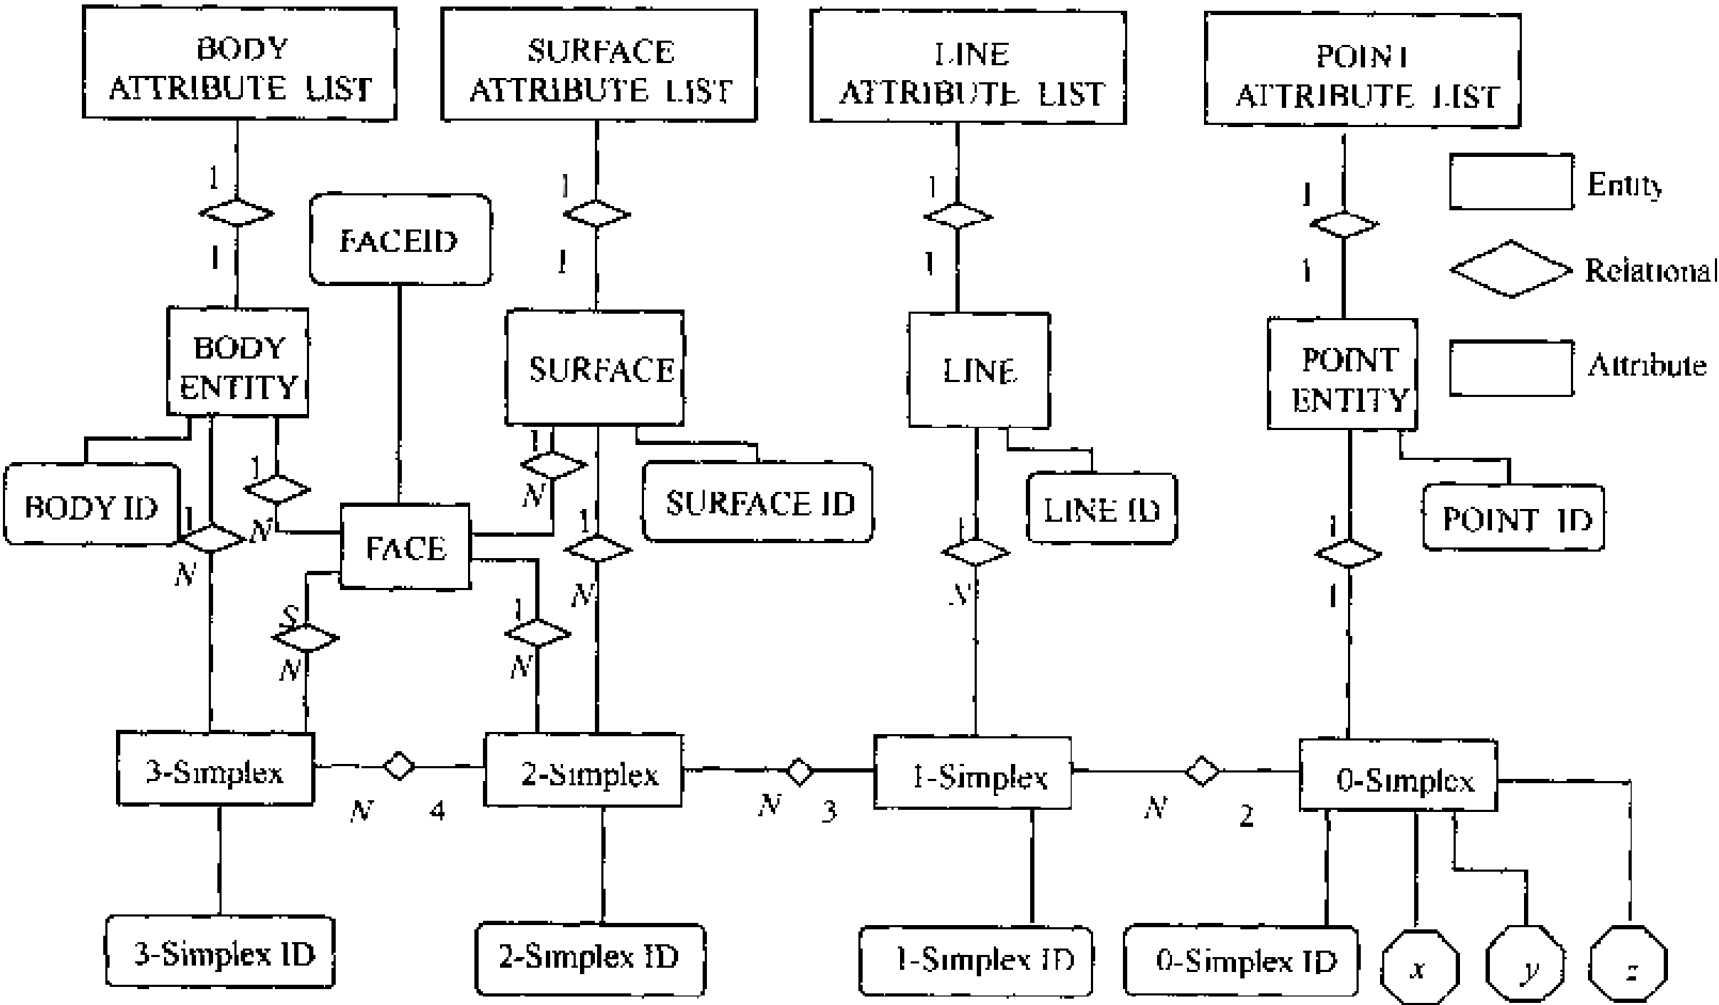 BODY
ATTRIBUTE LIST
SURFACE
ATTRIBUTE LIST
LINE
ATTRIBUTE LIST
POINT
ATTRIBUTE LIST
1
1
1
1
Entity
FACEID
Relational
1
1
1
1
BODY
ENTITY
SURFACE
LINE
POINT
ENTITY
Attribute
1
1
BODY ID
N
SURFACE ID
LINE ID
POINT ID
1
N
FACE
1
1
1
N
N
N
1
S
1
N
N
3-Simplex
2-Simplex
1-Simplex
0-Simplex
N
4
N
3
N
2
3-Simplex ID
2-Simplex ID
1-Simplex ID
0-Simplex ID
x
y
z